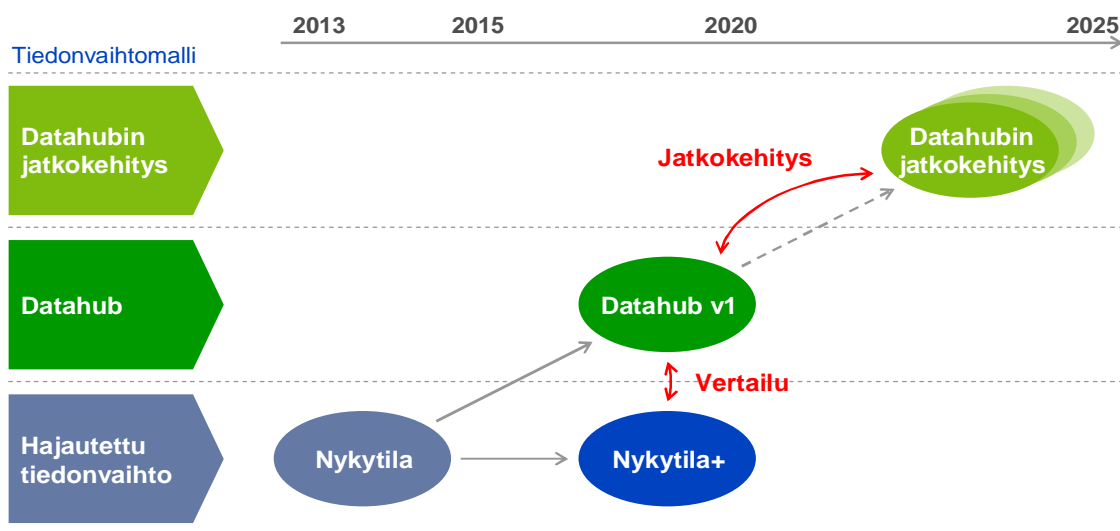 2013 2015 2020 2025
Tiedonvaihtomalli
Datahubin
jatkokehitys
Datahubin
jatkokehitys
Jatkokehitys
Datahub
Datahub v1
Vertailu
Hajautettu
tiedonvaihto
Nykytila
Nykytila+